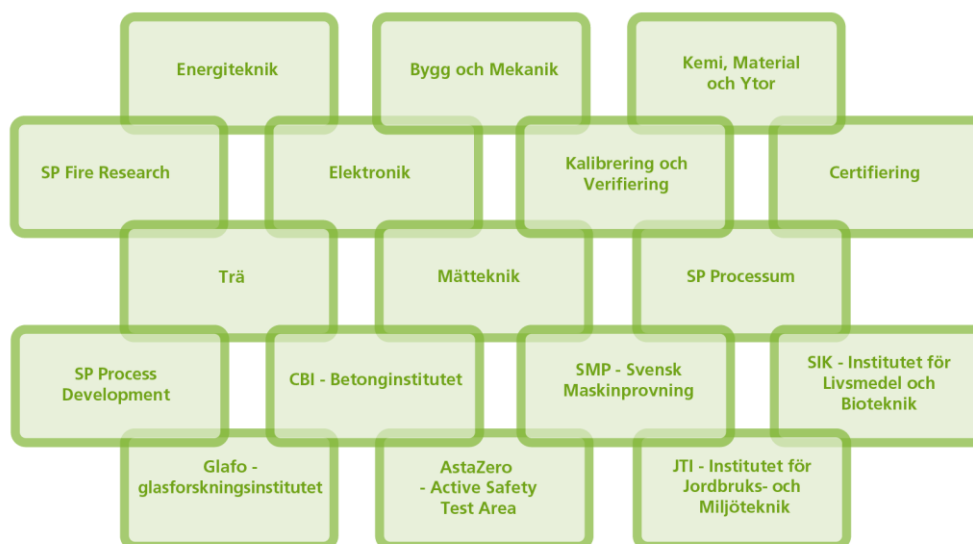 Energiteknik
Bygg och Mekanik
Kemi, Material
och Ytor
SP Fire Research
Elektronik
Kalibrering och
Verifiering
Certifiering
Trä
Mätteknik
SP Processum
SP Process
Development
CBI - Betonginstitutet
SMP - Svensk
Maskinprovning
SIK - Institutet för
Livsmedel och
Bioteknik
Glafo -
glasforskningsinstitutet
AstaZero
- Active Safety
Test Area
JTI - Institutet för
Jordbruks- och
Miljöteknik